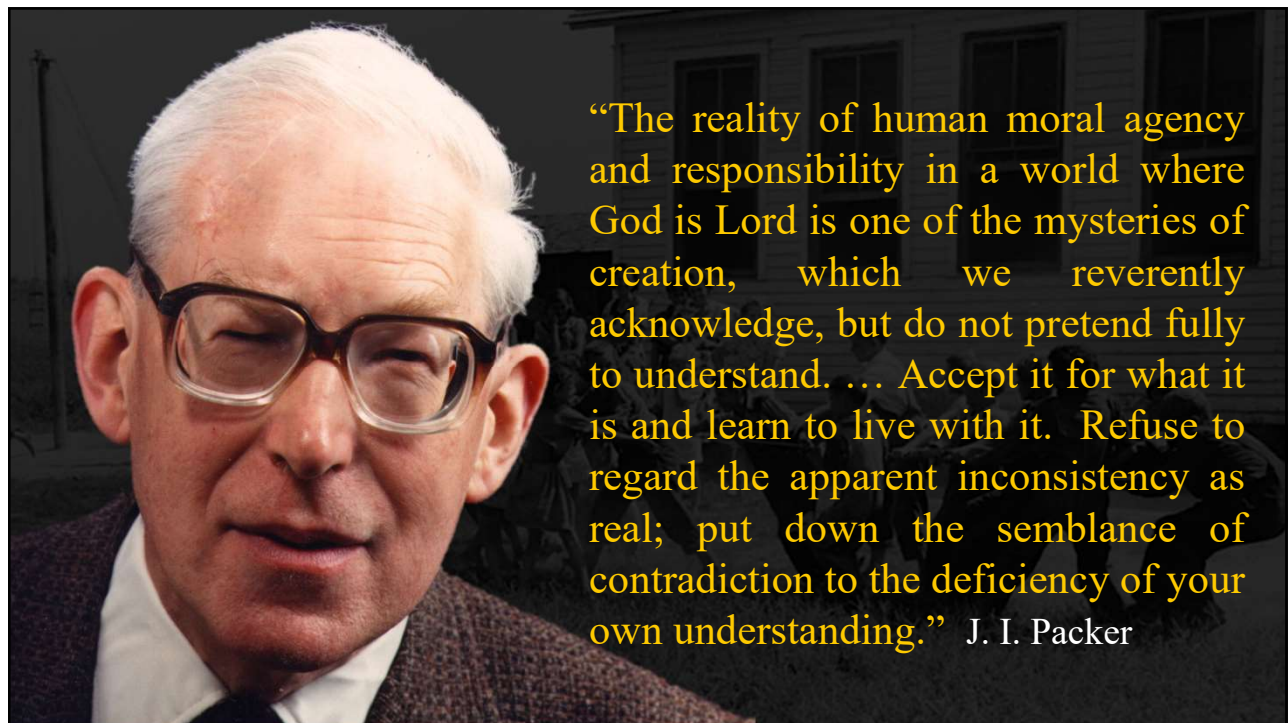 “The reality of human moral agency
and responsibility in a world where
God is Lord is one of the mysteries of
creation, which we reverently
acknowledge, but do not pretend fully
to understand. … Accept it for what it
is and learn to live with it.  Refuse to
regard the apparent inconsistency as
real; put down the semblance of
contradiction to the deficiency of your
own understanding.”  J. I. Packer